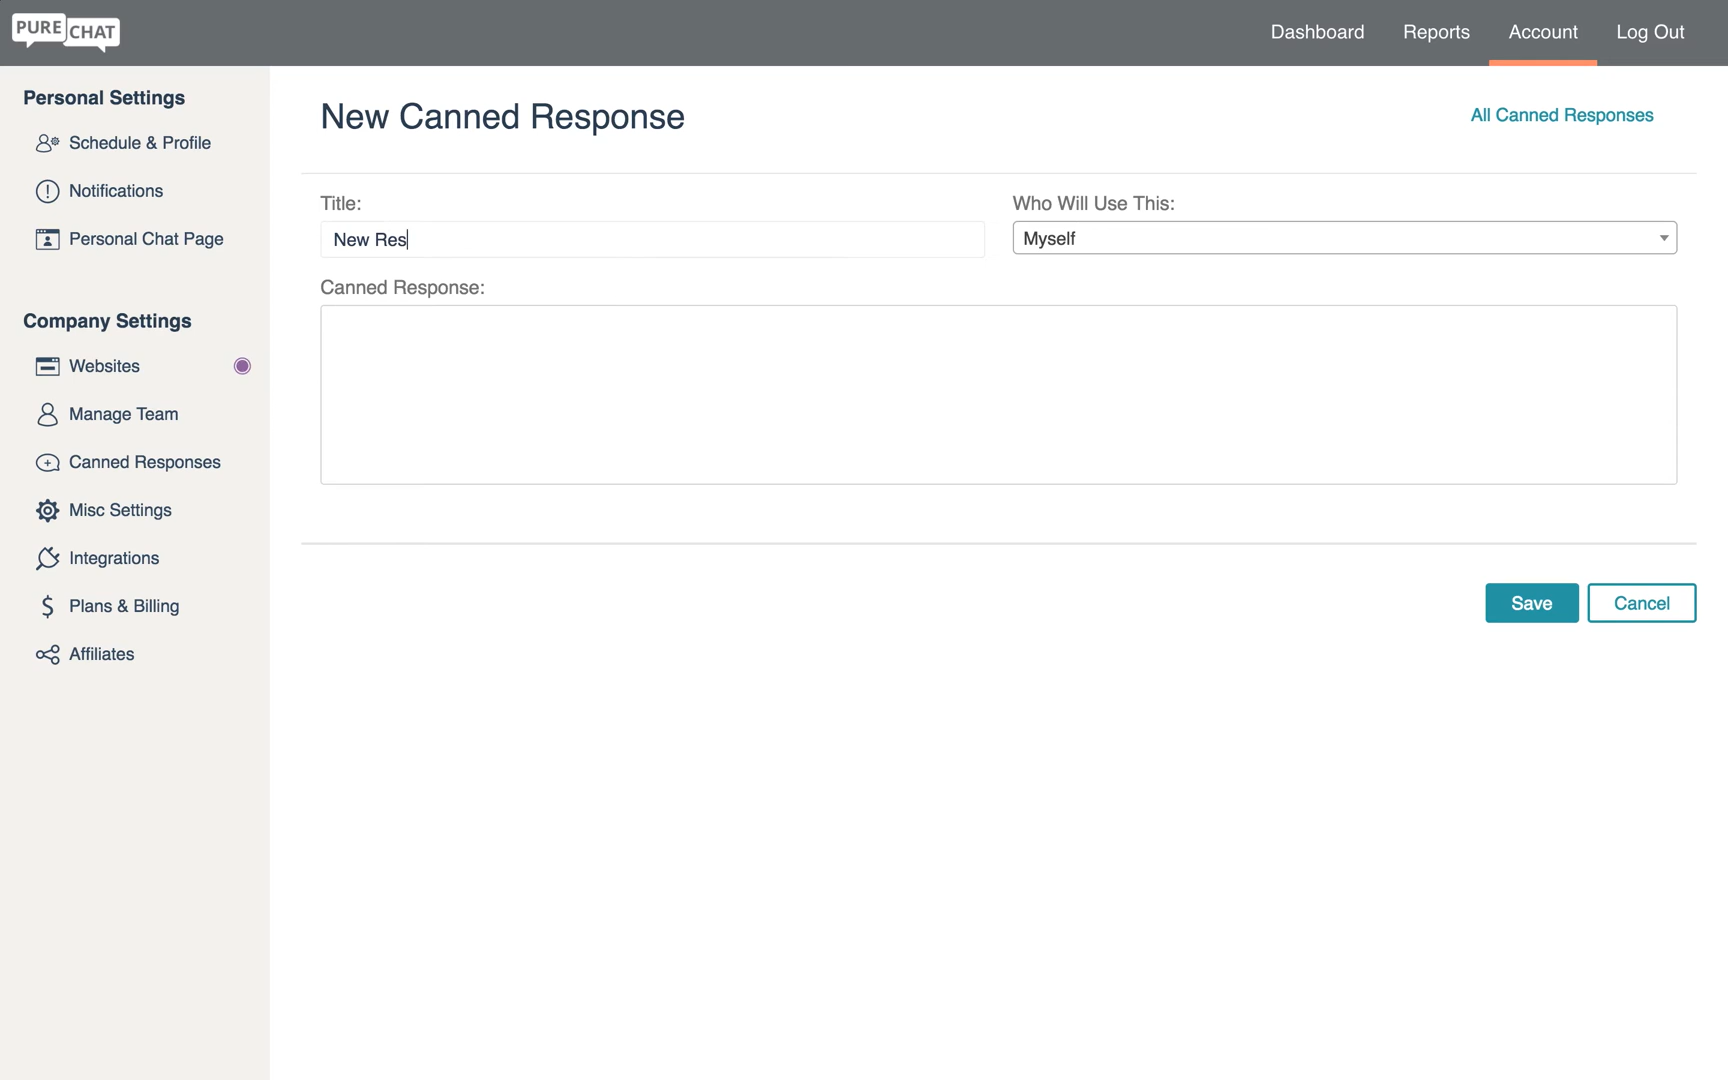 PURE CHAT
Dashboard
Reports
Account
Log Out
Personal Settings
Schedule & Profile
Notifications
Personal Chat Page
Company Settings
Websites
Manage Team
Canned Responses
Misc Settings
Integrations
Plans & Billing
Affiliates
New Canned Response
All Canned Responses
Title:
New Res
Who Will Use This:
Myself
Canned Response:
Save
Cancel